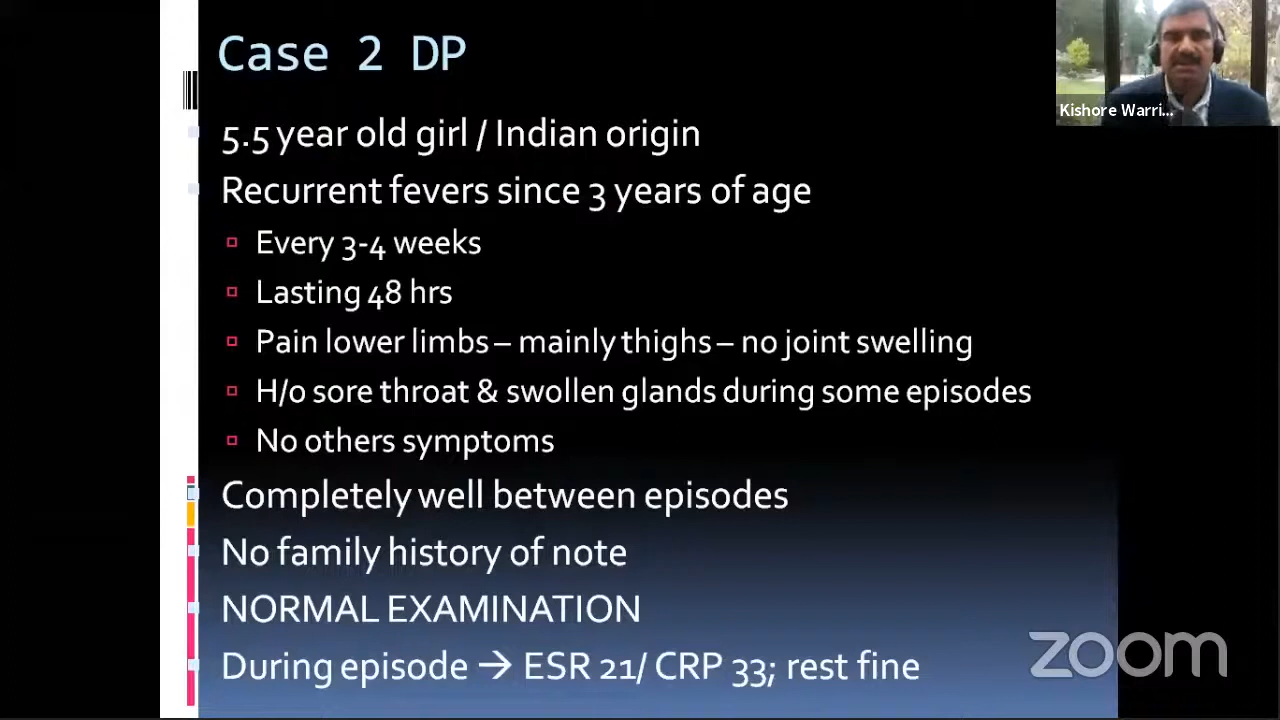 Case 2 DP
Kishore Warri...
5.5 year old girl / Indian origin
Recurrent fevers since 3 years of age
Every 3-4 weeks
Lasting 48 hrs
Pain lower limbs – mainly thighs – no joint swelling
H/o sore throat & swollen glands during some episodes
No others symptoms
Completely well between episodes
No family history of note
NORMAL EXAMINATION
During episode → ESR 21/ CRP 33; rest fine
zoom